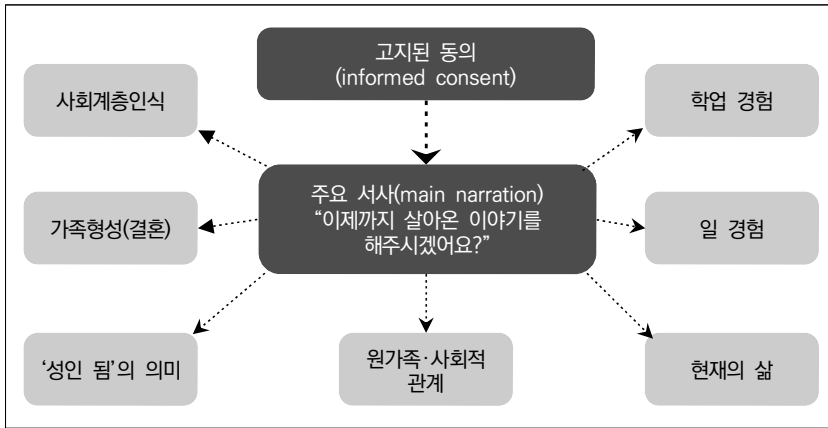 고지된 동의
(informed consent)
사회계층인식
학업 경험
주요 서사(main narration)
“이제까지 살아온 이야기를
해주시겠어요?”
가족형성(결혼)
일 경험
‘성인 됨’의 의미
원가족·사회적
관계
현재의 삶